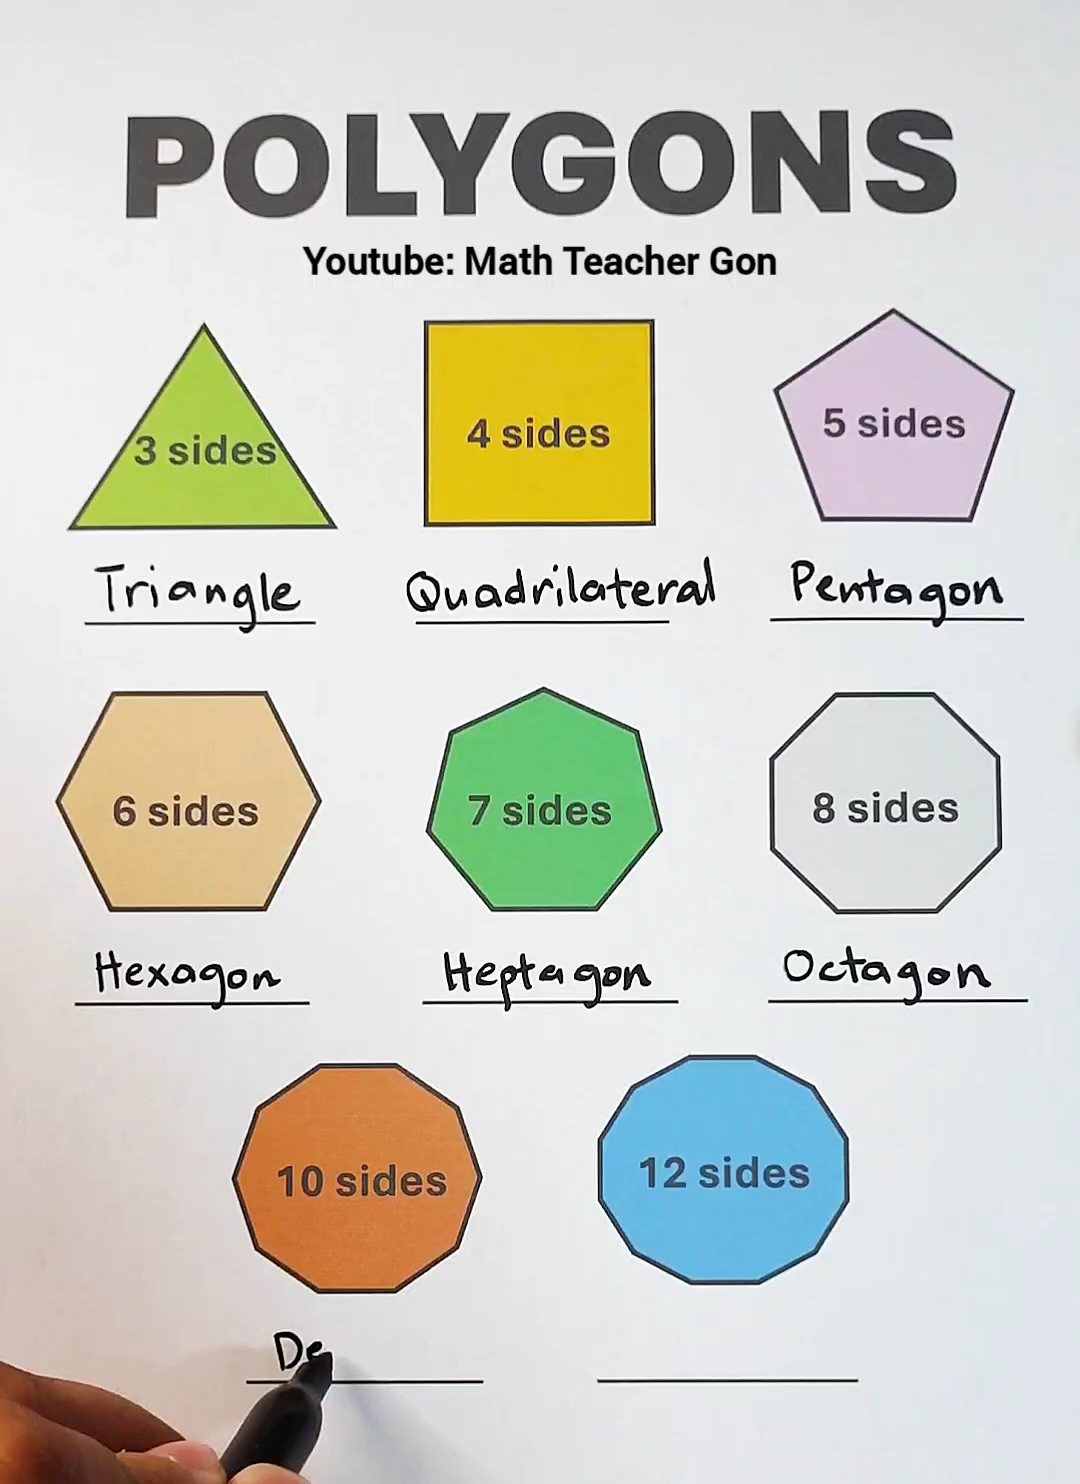 POLYGONS
Youtube: Math Teacher Gon
3 sides
4 sides
5 sides
Triangle
Quadrilateral
Pentagon
6 sides
7 sides
8 sides
Hexagon
Heptagon
Octagon
10 sides
12 sides
De